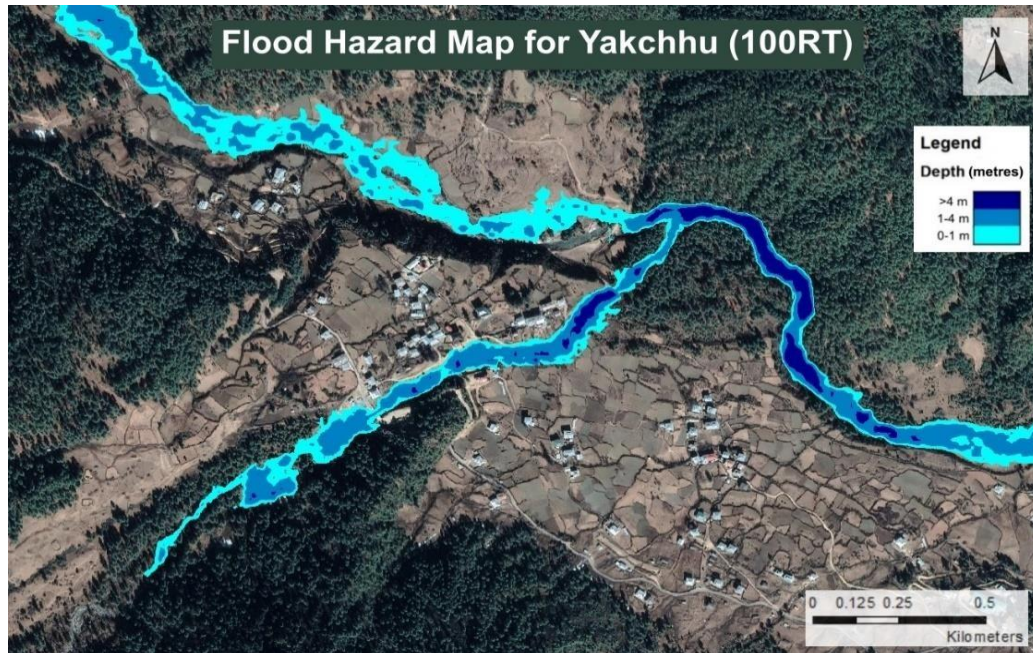 Flood Hazard Map for Yakchhu (100RT)
N
Legend
Depth (metres)
>4 m
1-4 m
0-1 m
0 0.125 0.25 0.5
Kilometers